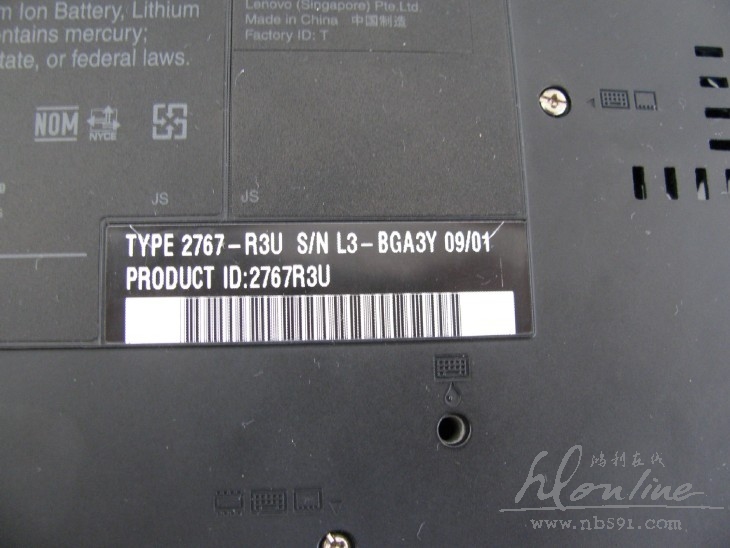 m Ion Battery, Lithium
ntains mercury;
tate, or federal laws.
Lenovo (Singapore) Pte.Ltd.
Made in China 中国制造
Factory ID: T
NOM
NYCE
JS
JS
TYPE 2767-R3U S/N L3-BGA3Y 09/01
PRODUCT ID:2767R3U
鸿利在线
hlonline
www.nb591.com